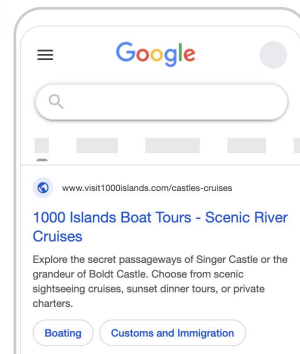 Google
www.visit1000islands.com/castles-cruises
1000 Islands Boat Tours - Scenic River
Cruises
Explore the secret passageways of Singer Castle or the
grandeur of Boldt Castle. Choose from scenic
sightseeing cruises, sunset dinner tours, or private
charters.
Boating Customs and Immigration